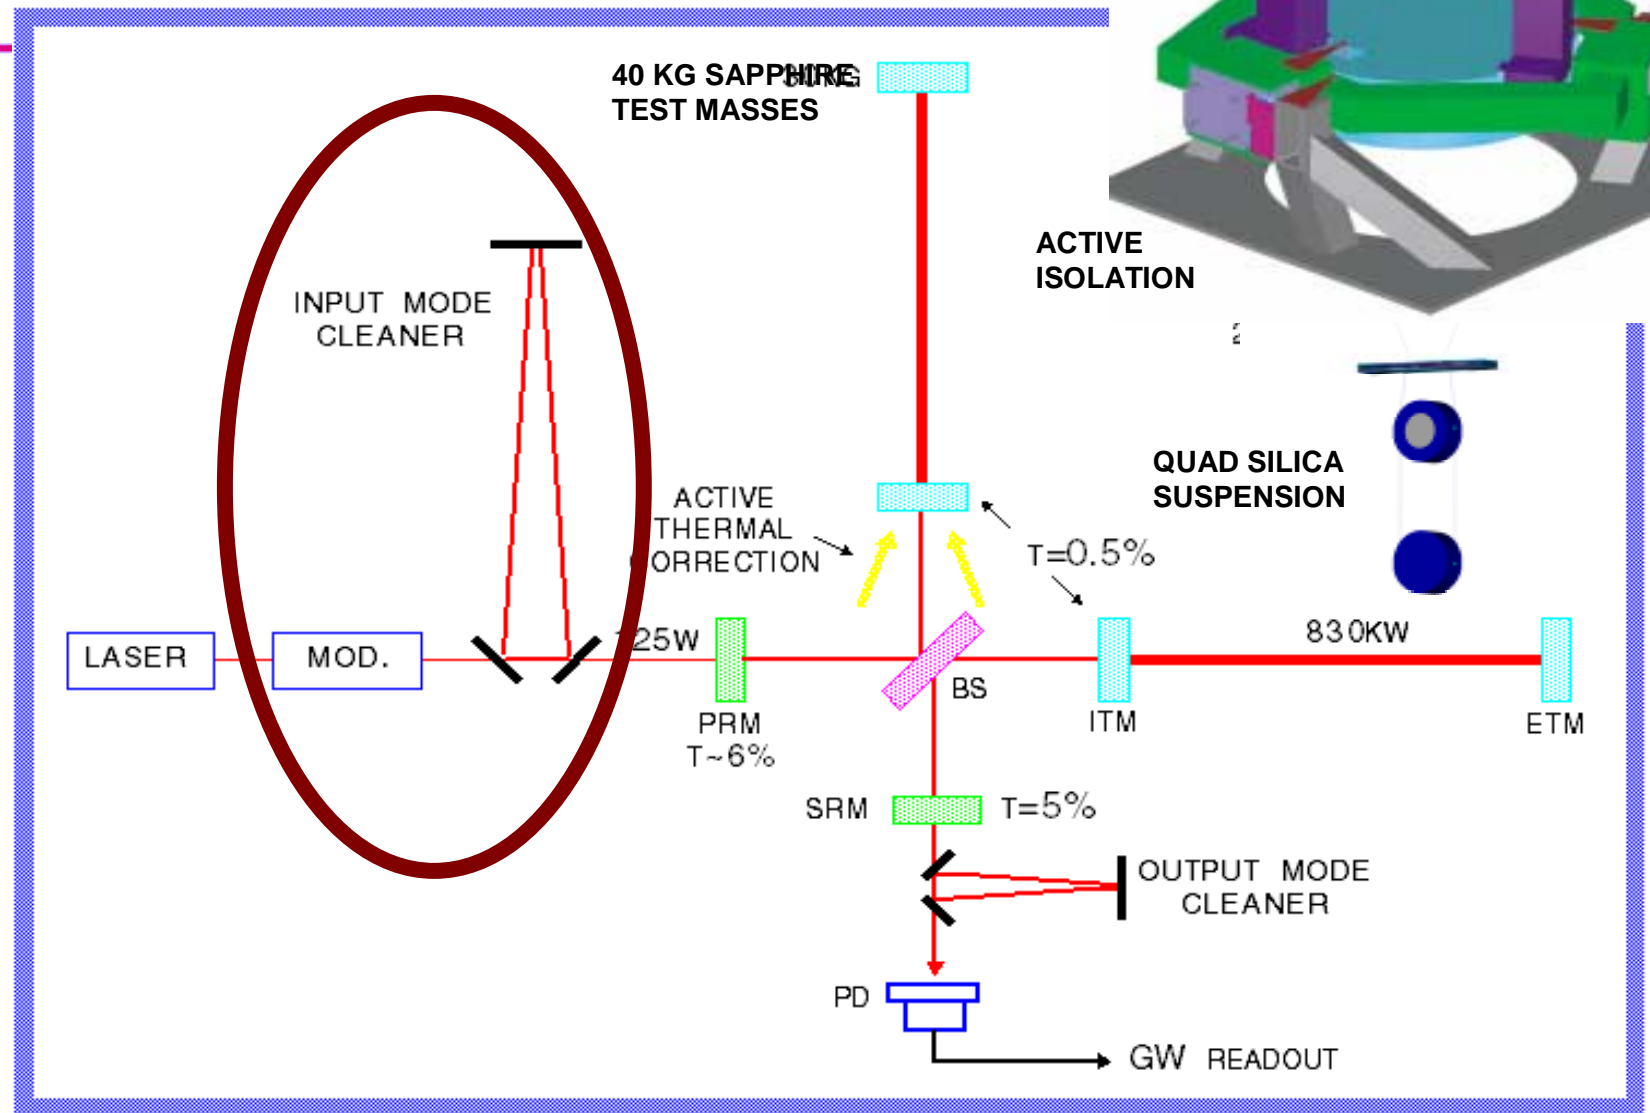 40 KG SAPPHIRE
TEST MASSES
ACTIVE
ISOLATION
INPUT MODE
CLEANER
QUAD SILICA
SUSPENSION
ACTIVE
THERMAL
CORRECTION
T=0.5%
LASER
MOD.
125W
830KW
BS
PRM
T~6%
ITM
ETM
SRM
T=5%
OUTPUT MODE
CLEANER
PD
GW READOUT